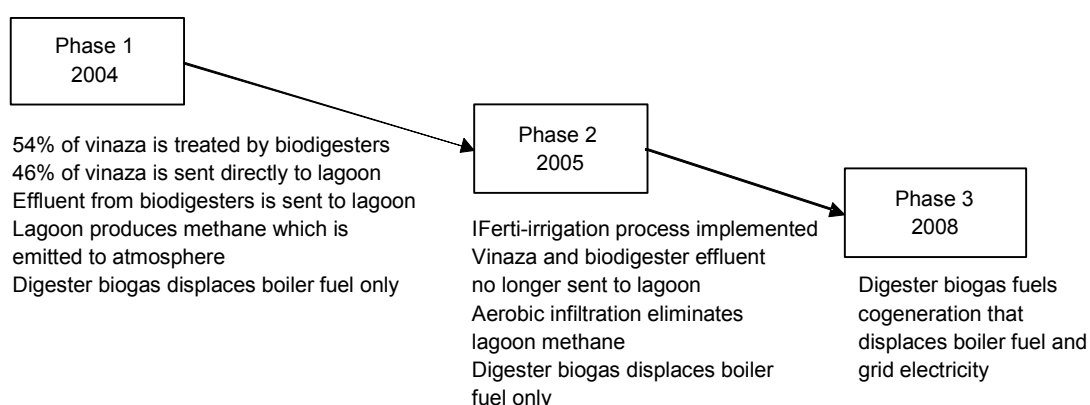 Phase 1
2004
54% of vinaza is treated by biodigesters
46% of vinaza is sent directly to lagoon
Effluent from biodigesters is sent to lagoon
Lagoon produces methane which is
emitted to atmosphere
Digester biogas displaces boiler fuel only
Phase 2
2005
IFerti-irrigation process implemented
Vinaza and biodigester effluent
no longer sent to lagoon
Aerobic infiltration eliminates
lagoon methane
Digester biogas displaces boiler
fuel only
Phase 3
2008
Digester biogas fuels
cogeneration that
displaces boiler fuel and
grid electricity